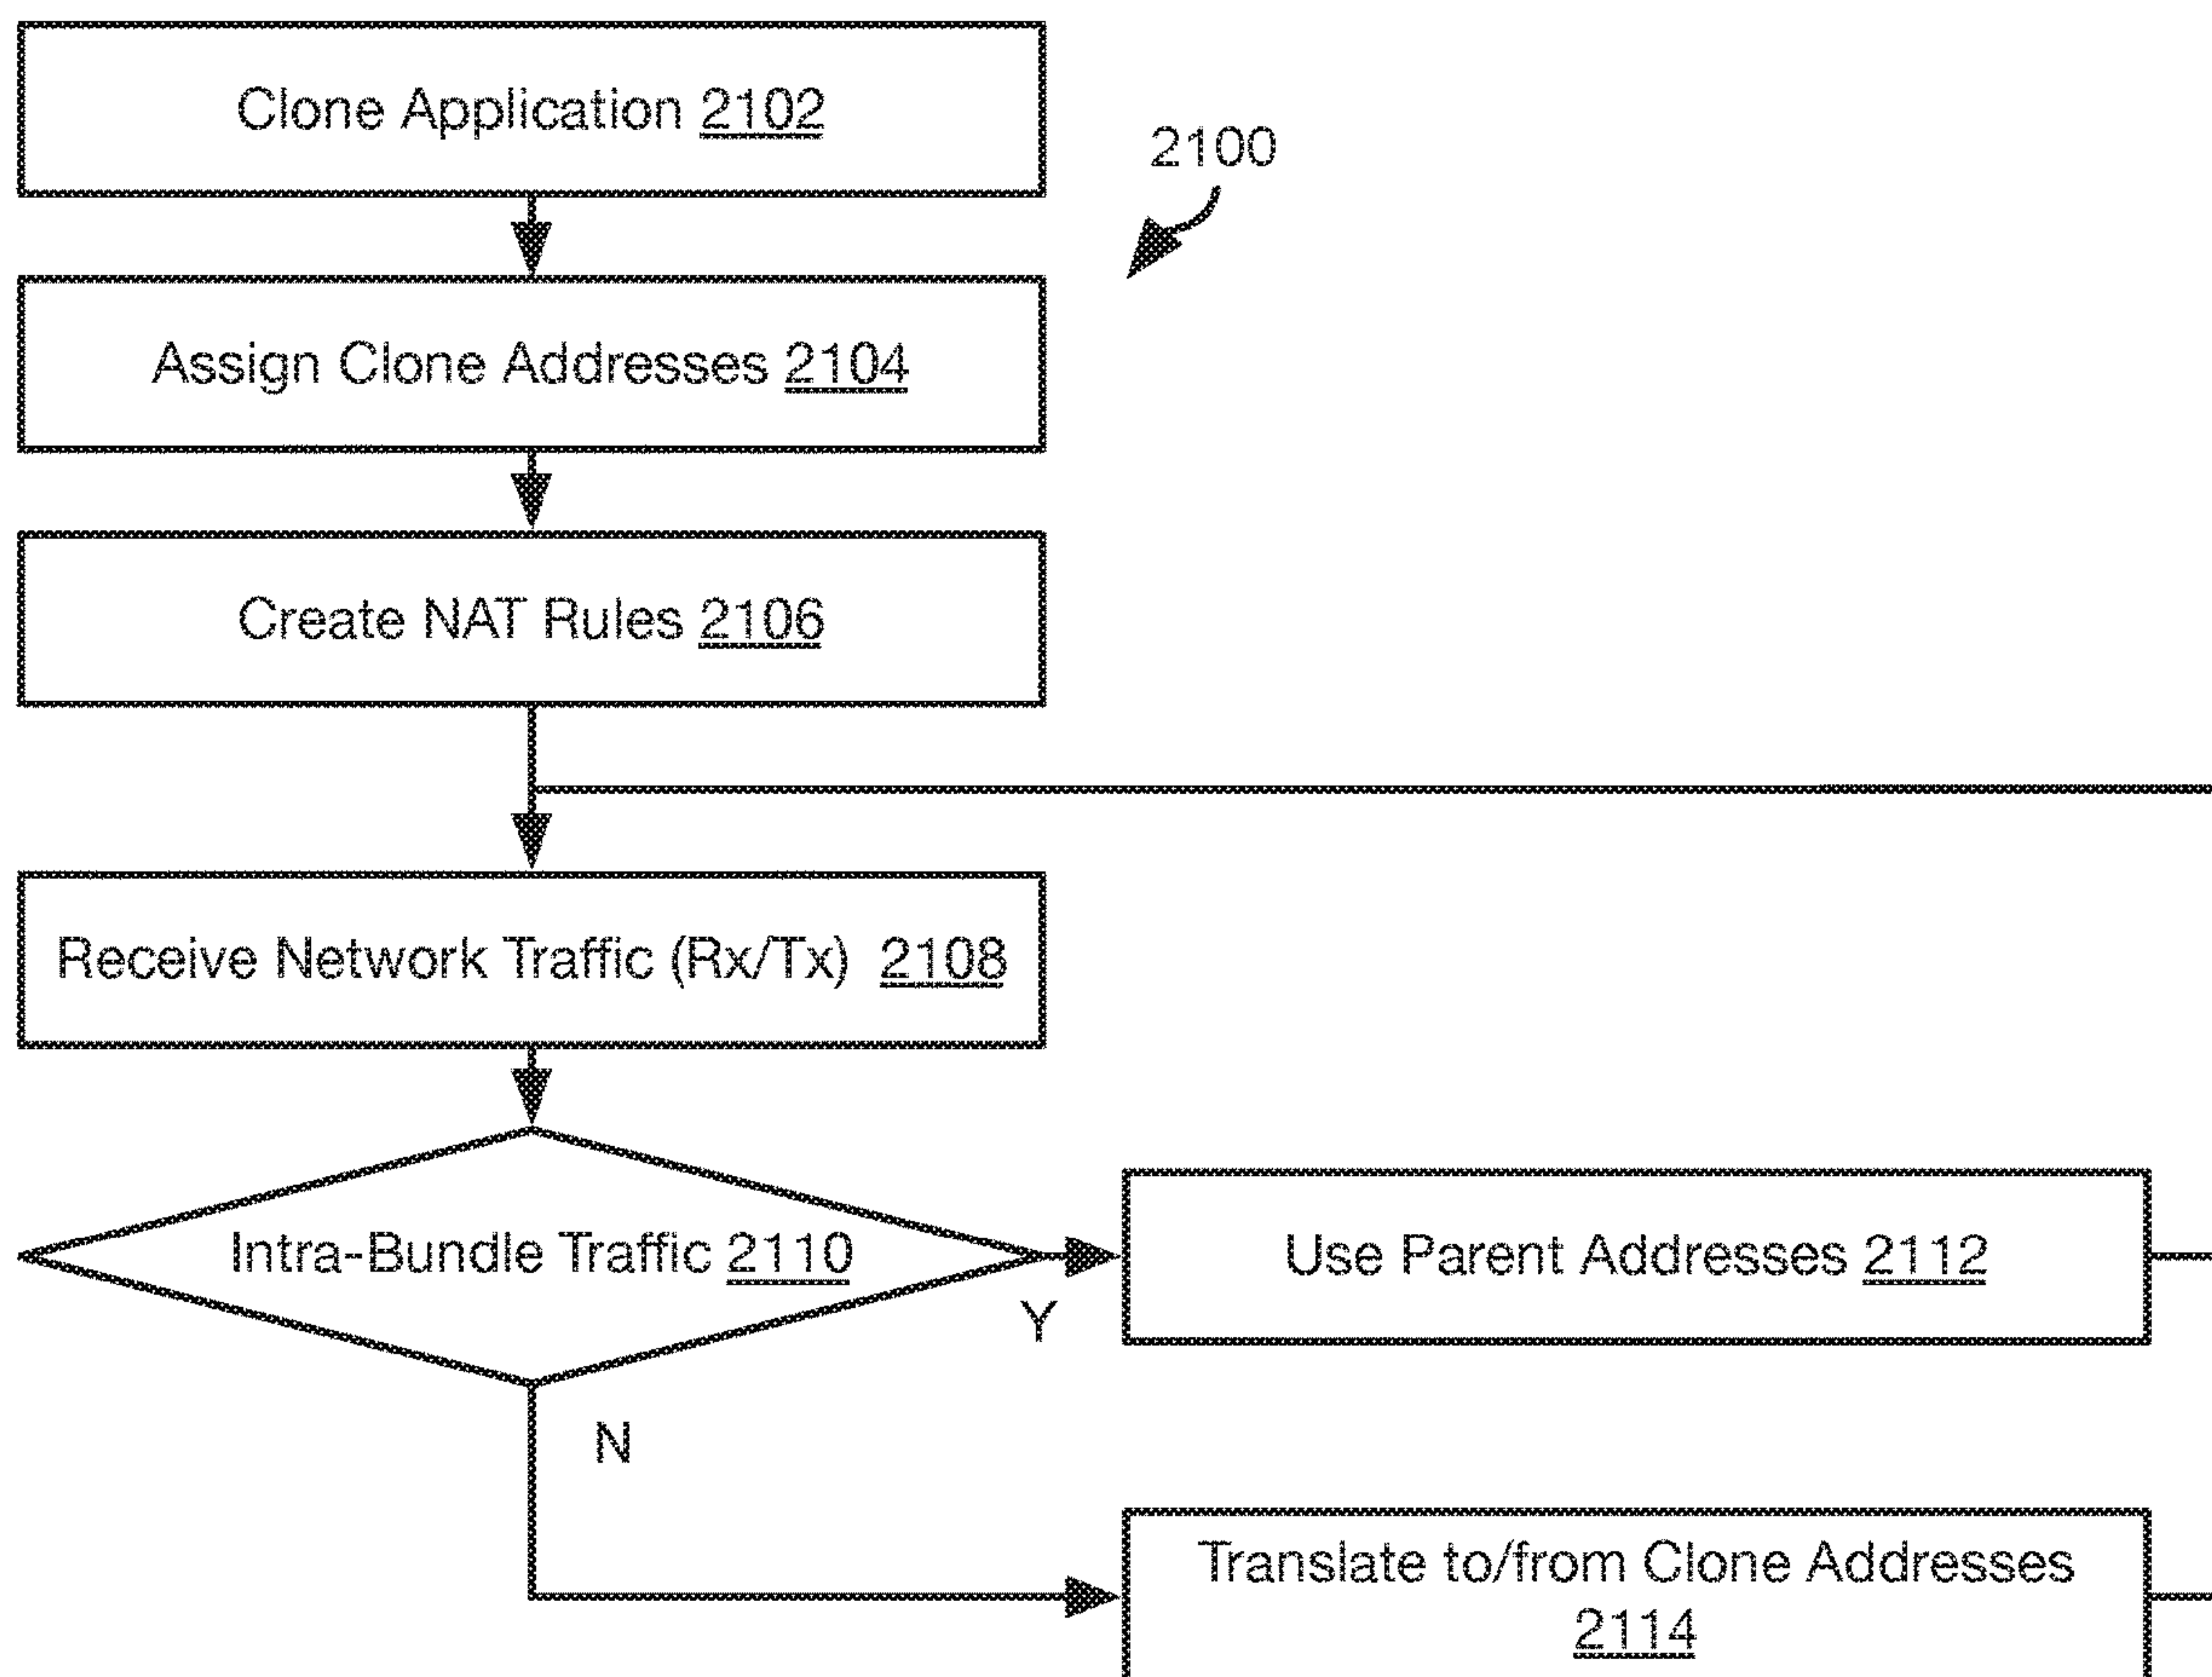 Clone Application 2102
2100
Assign Clone Addresses 2104
Create NAT Rules 2106
Receive Network Traffic (Rx/Tx) 2108
Intra-Bundle Traffic 2110
Y
Use Parent Addresses 2112
N
Translate to/from Clone Addresses
2114